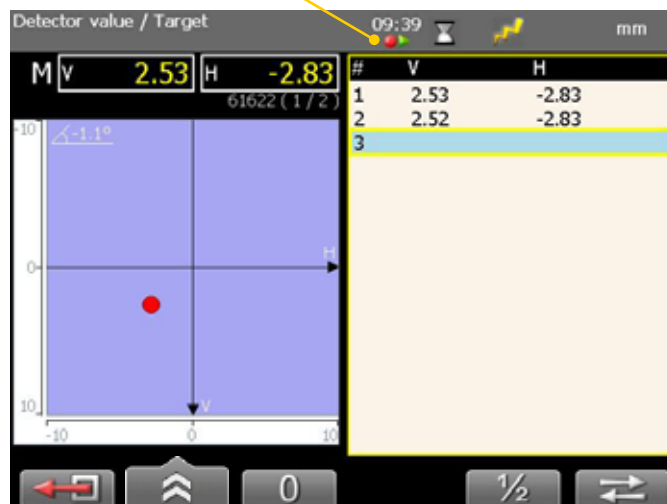 Detector value / Target 09:39 mm
M V 2.53 H -2.83
61622 ( 1 / 2 )
# V H
1 2.53 -2.83
2 2.52 -2.83
3
-10
-1.1°
H
0
10
V
-10 0 10
0 ½